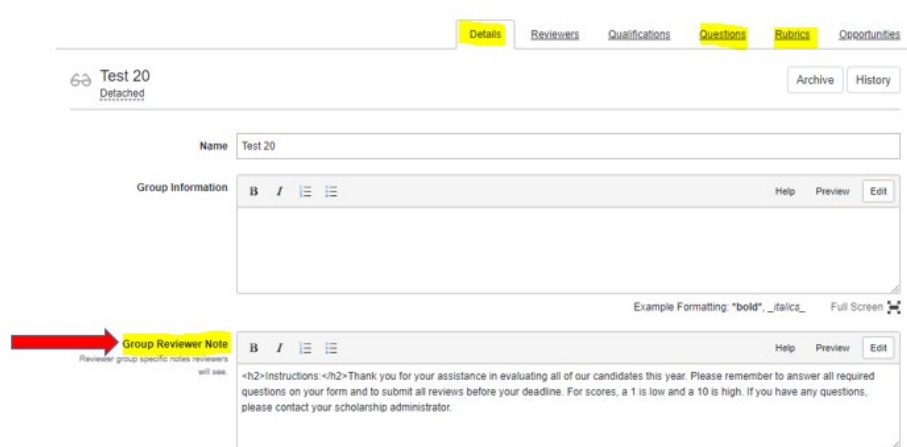 Details Reviewers Qualifications Questions Rubrics Opportunities
Test 20
Detached
Archive History
Name Test 20
Group Information B I Help Preview Edit
Example Formatting: *bold*, _italics_ Full Screen
Group Reviewer Note B I Help Preview Edit
Reviewer group specific notes reviewers
will see.
<h2>Instructions:</h2>Thank you for your assistance in evaluating all of our candidates this year. Please remember to answer all required
questions on your form and to submit all reviews before your deadline. For scores, a 1 is low and a 10 is high. If you have any questions,
please contact your scholarship administrator.